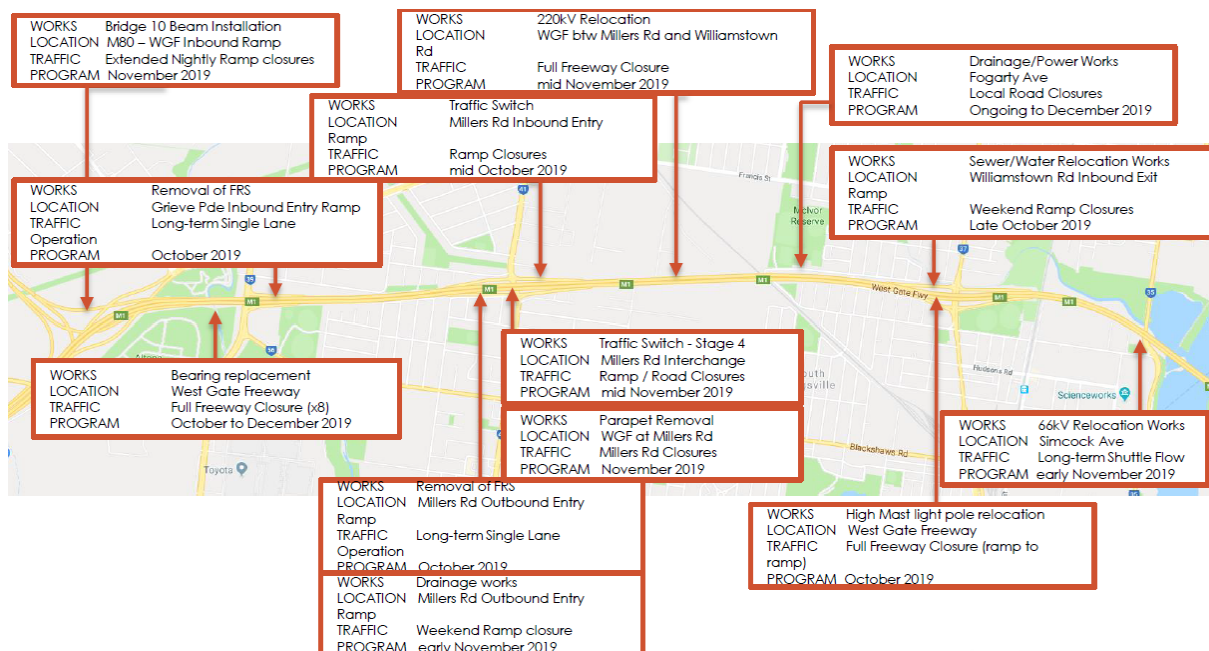 WORKS Bridge 10 Beam Installation
LOCATION M80 – WGF Inbound Ramp
TRAFFIC Extended Nightly Ramp closures
PROGRAM November 2019
WORKS 220kV Relocation
LOCATION WGF btw Millers Rd and Williamstown
Rd
TRAFFIC Full Freeway Closure
PROGRAM mid November 2019
WORKS Drainage/Power Works
LOCATION Fogarty Ave
TRAFFIC Local Road Closures
PROGRAM Ongoing to December 2019
WORKS Traffic Switch
LOCATION Millers Rd Inbound Entry
Ramp
TRAFFIC Ramp Closures
PROGRAM mid October 2019
WORKS Removal of FRS
LOCATION Grieve Pde Inbound Entry Ramp
TRAFFIC Long-term Single Lane
Operation
PROGRAM October 2019
WORKS Sewer/Water Relocation Works
LOCATION Williamstown Rd Inbound Exit
Ramp
TRAFFIC Weekend Ramp Closures
PROGRAM Late October 2019
Francis St
McIvor
Reserve
41
37
35
M1
M1
M1
M1
M1
M1
M1
West Gate Fwy
35
WORKS Bearing replacement
LOCATION West Gate Freeway
TRAFFIC Full Freeway Closure (x8)
PROGRAM October to December 2019
WORKS Traffic Switch - Stage 4
LOCATION Millers Rd Interchange
TRAFFIC Ramp / Road Closures
PROGRAM mid November 2019
WORKS Parapet Removal
LOCATION WGF at Millers Rd
TRAFFIC Millers Rd Closures
PROGRAM November 2019
Hudsons Rd
Scienceworks
Blackshaws Rd
Toyota
WORKS 66kV Relocation Works
LOCATION Simcock Ave
TRAFFIC Long-term Shuttle Flow
PROGRAM early November 2019
WORKS Removal of FRS
LOCATION Millers Rd Outbound Entry
Ramp
TRAFFIC Long-term Single Lane
Operation
PROGRAM October 2019
WORKS Drainage works
LOCATION Millers Rd Outbound Entry
Ramp
TRAFFIC Weekend Ramp closure
PROGRAM early November 2019
WORKS High Mast light pole relocation
LOCATION West Gate Freeway
TRAFFIC Full Freeway Closure (ramp to
ramp)
PROGRAM October 2019